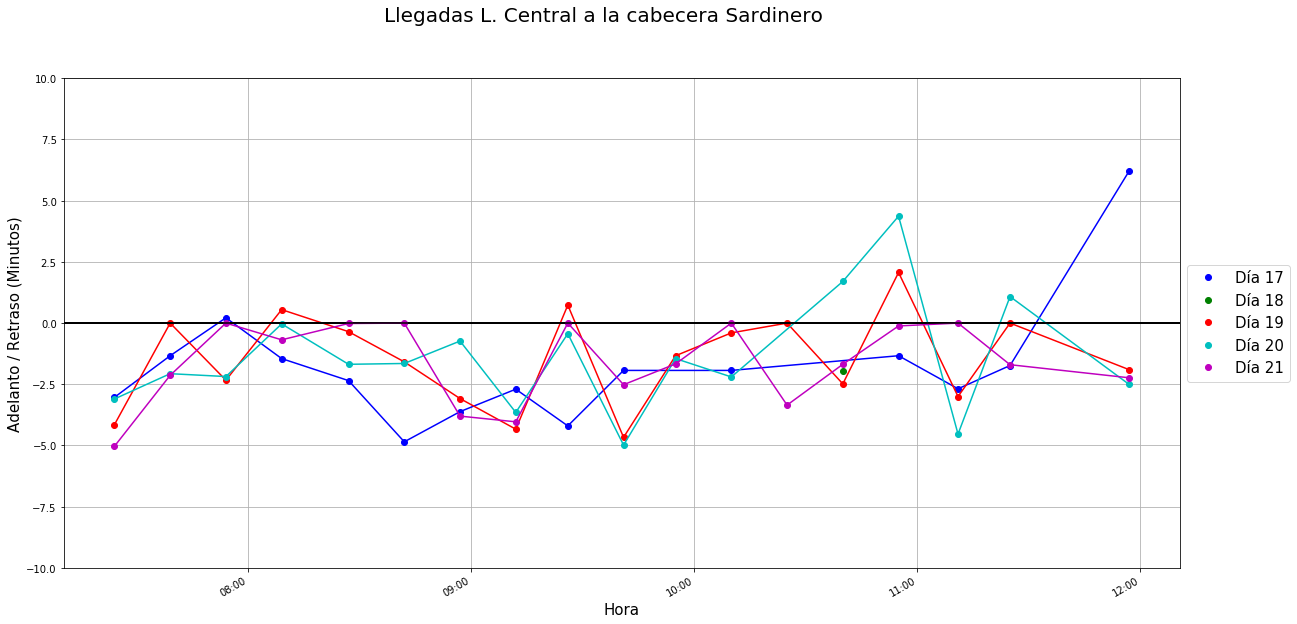 Llegadas L. Central a la cabecera Sardinero
Adelanto / Retraso (Minutos)
10.0
7.5
5.0
2.5
0.0
−2.5
−5.0
−7.5
−10.0
08:00
09:00
10:00
11:00
12:00
Hora
Día 17
Día 18
Día 19
Día 20
Día 21